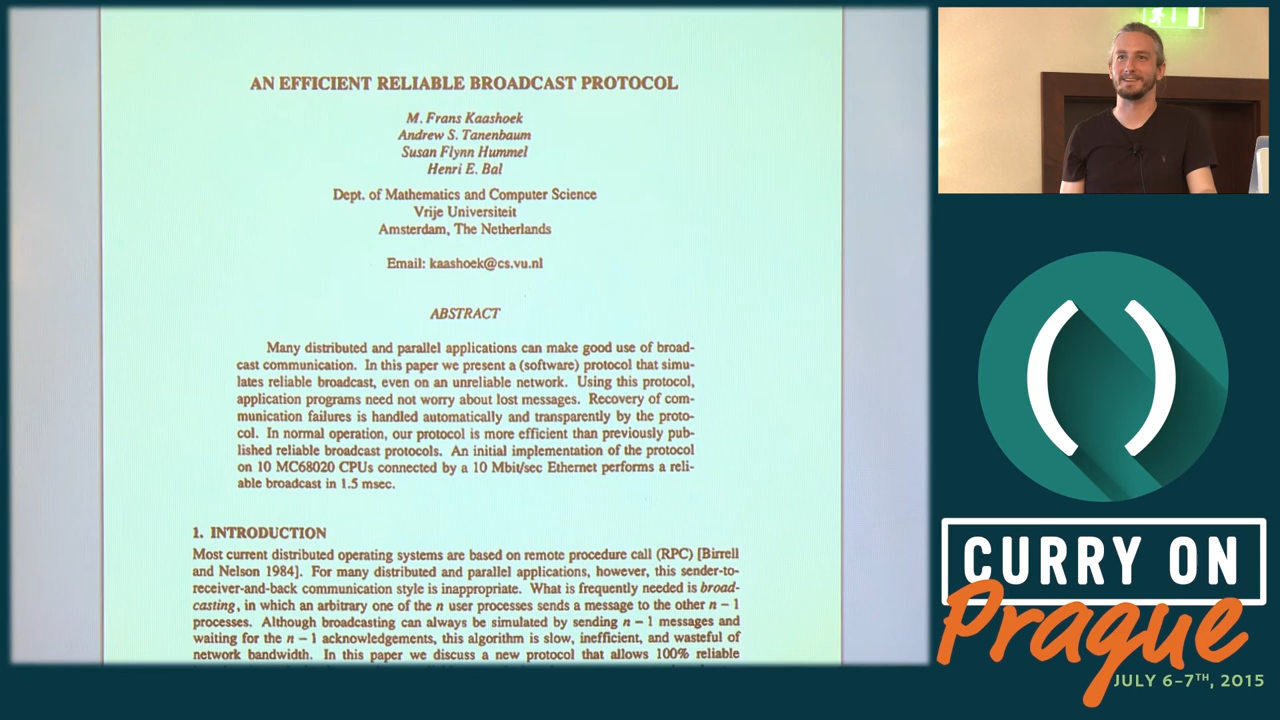 AN EFFICIENT RELIABLE BROADCAST PROTOCOL
M. Frans Kaashoek
Andrew S. Tanenbaum
Susan Flynn Hummel
Henri E. Bal
Dept. of Mathematics and Computer Science
Vrije Universiteit
Amsterdam, The Netherlands
Email: kaashoek@cs.vu.nl
ABSTRACT
Many distributed and parallel applications can make good use of broad-
cast communication. In this paper we present a (software) protocol that simu-
lates reliable broadcast, even on an unreliable network. Using this protocol,
application programs need not worry about lost messages. Recovery of com-
munication failures is handled automatically and transparently by the proto-
col. In normal operation, our protocol is more efficient than previously pub-
lished reliable broadcast protocols. An initial implementation of the protocol
on 10 MC68020 CPUs connected by a 10 Mbit/sec Ethernet performs a reli-
able broadcast in 1.5 msec.
1. INTRODUCTION
Most current distributed operating systems are based on remote procedure call (RPC) [Birrell
and Nelson 1984]. For many distributed and parallel applications, however, this sender-to-
receiver-and-back communication style is inappropriate. What is frequently needed is broad-
casting, in which an arbitrary one of the n user processes sends a message to the other n − 1
processes. Although broadcasting can always be simulated by sending n − 1 messages and
waiting for the n − 1 acknowledgements, this algorithm is slow, inefficient, and wasteful of
network bandwidth. In this paper we discuss a new protocol that allows 100% reliable
( )
CURRY ON
Prague
JULY 6–7TH, 2015